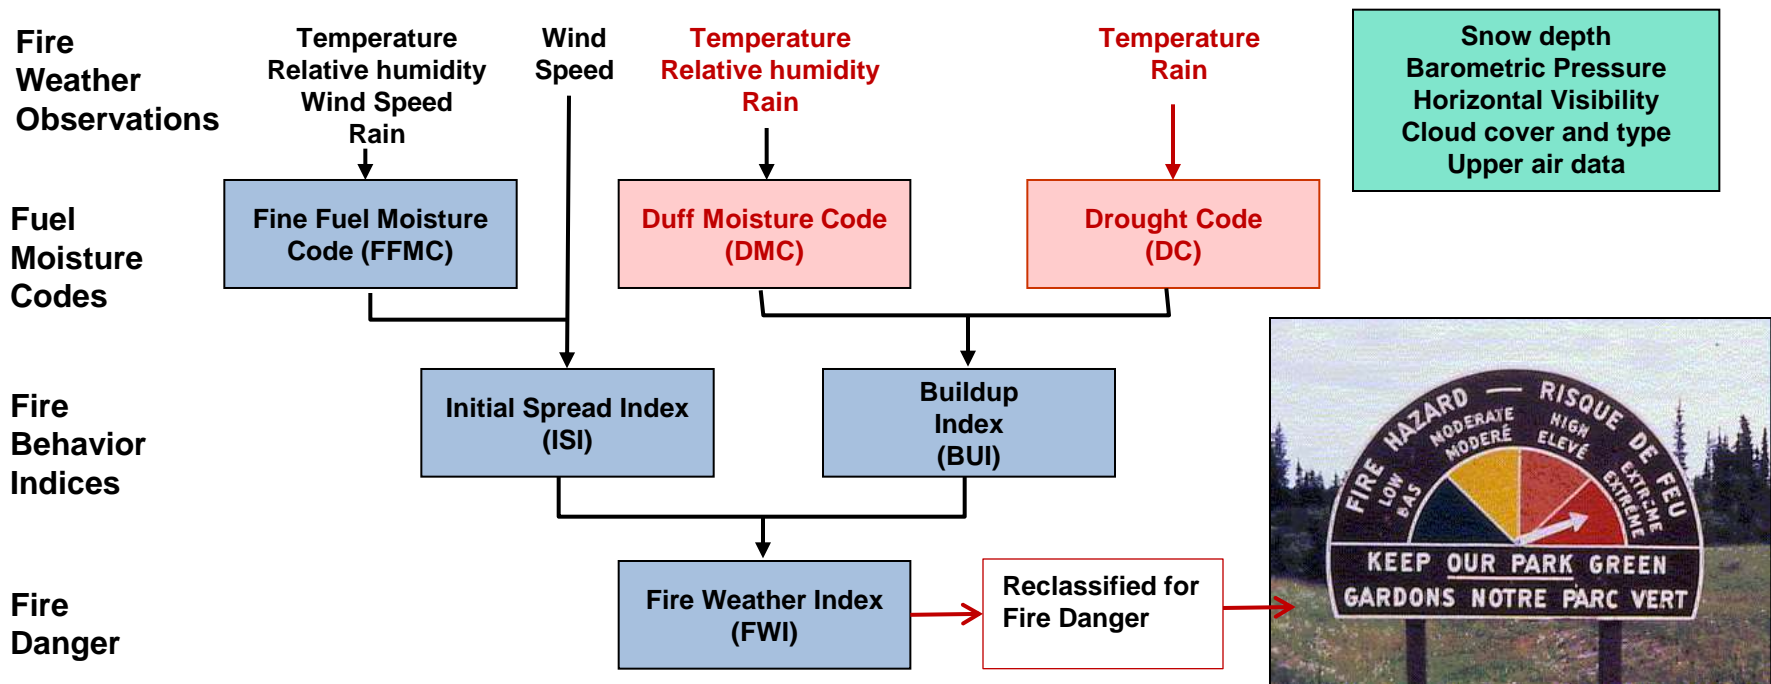 Fire
Weather
Observations
Temperature
Relative humidity
Wind Speed
Rain
Wind
Speed
Temperature
Relative humidity
Rain
Temperature
Rain
Snow depth
Barometric Pressure
Horizontal Visibility
Cloud cover and type
Upper air data
Fuel
Moisture
Codes
Fine Fuel Moisture
Code (FFMC)
Duff Moisture Code
(DMC)
Drought Code
(DC)
Fire
Behavior
Indices
Initial Spread Index
(ISI)
Buildup
Index
(BUI)
Fire
Danger
Fire Weather Index
(FWI)
Reclassified for
Fire Danger
FIRE HAZARD — RISQUE DE FEU
LOW
BAS
MODERATE
MODERÉ
HIGH
ELEVÉ
EXTREME
EXTRÉME
KEEP OUR PARK GREEN
GARDONS NOTRE PARC VERT